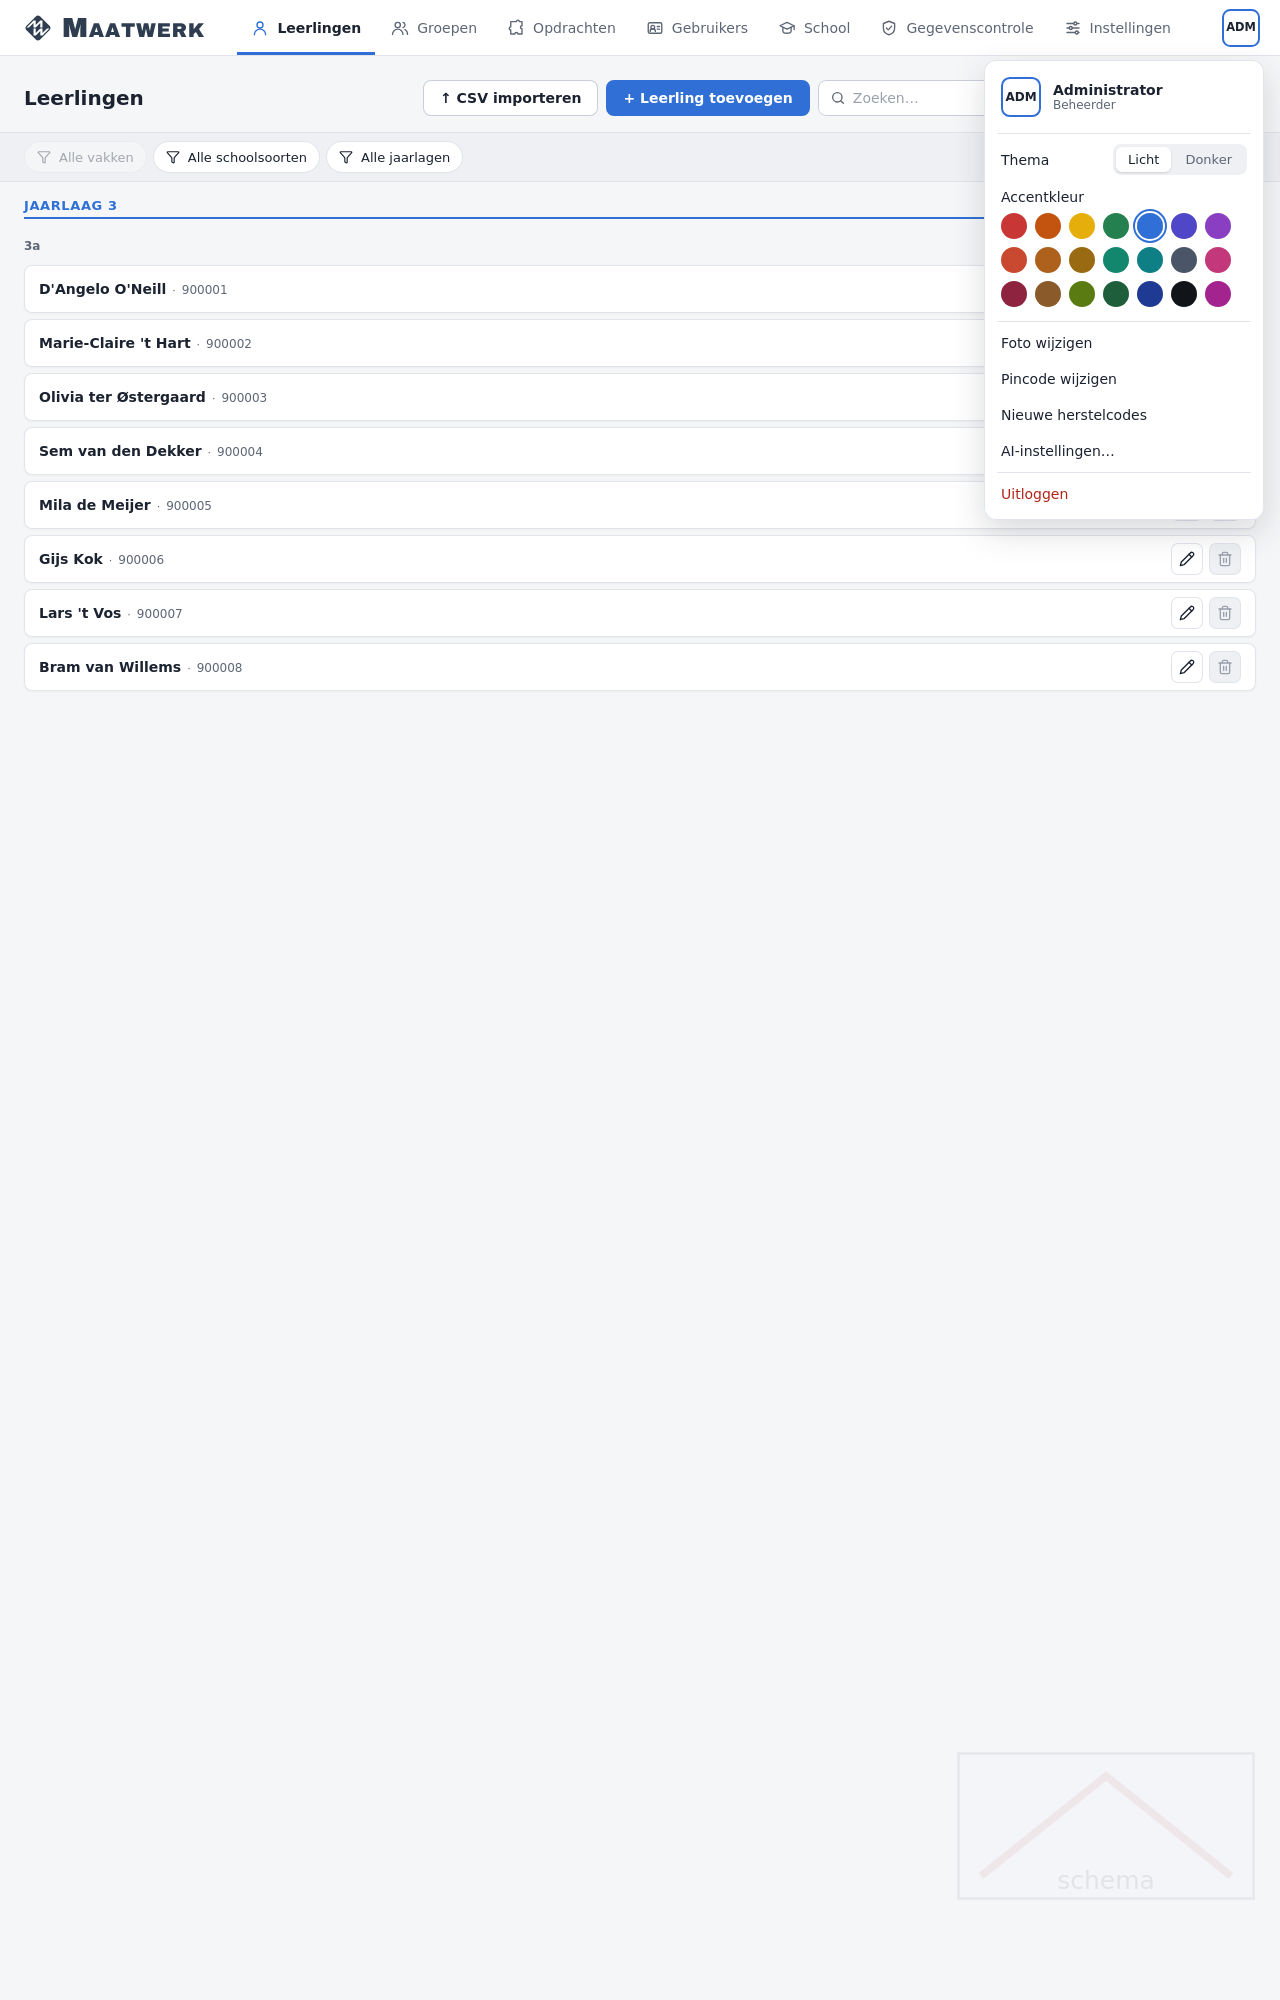 MAATWERK
Leerlingen
Groepen
Opdrachten
Gebruikers
School
Gegevenscontrole
Instellingen
ADM
Leerlingen
↑ CSV importeren
+ Leerling toevoegen
Zoeken...
Alle vakken
Alle schoolsoorten
Alle jaarlagen
JAARLAAG 3
3a
D'Angelo O'Neill · 900001
Marie-Claire 't Hart · 900002
Olivia ter Østergaard · 900003
Sem van den Dekker · 900004
Mila de Meijer · 900005
Gijs Kok · 900006
Lars 't Vos · 900007
Bram van Willems · 900008
ADM
Administrator
Beheerder
Thema
Licht
Donker
Accentkleur
Foto wijzigen
Pincode wijzigen
Nieuwe herstelcodes
AI-instellingen...
Uitloggen
schema